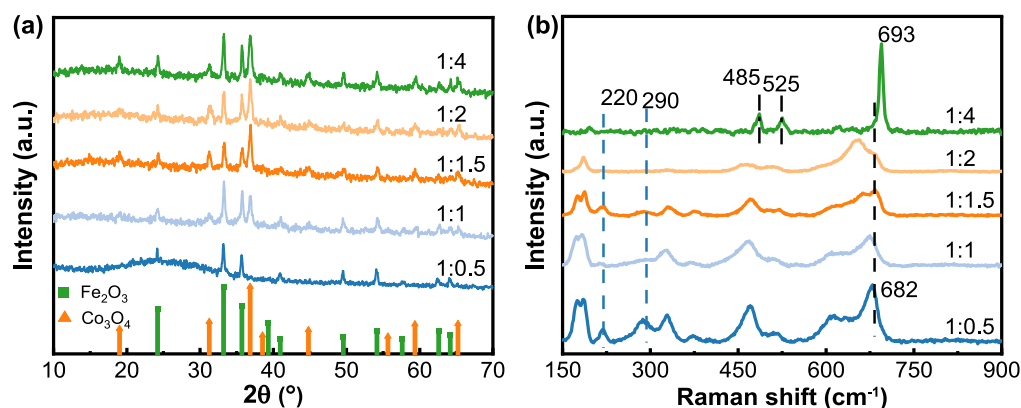 (a)
Intensity (a.u.)
1:4
1:2
1:1.5
1:1
1:0.5
Fe₂O₃
Co₃O₄
10 20 30 40 50 60 70
2θ (°)
(b)
Intensity (a.u.)
693
485 525
220 290
1:4
1:2
1:1.5
1:1
682
1:0.5
150 300 450 600 750 900
Raman shift (cm⁻¹)